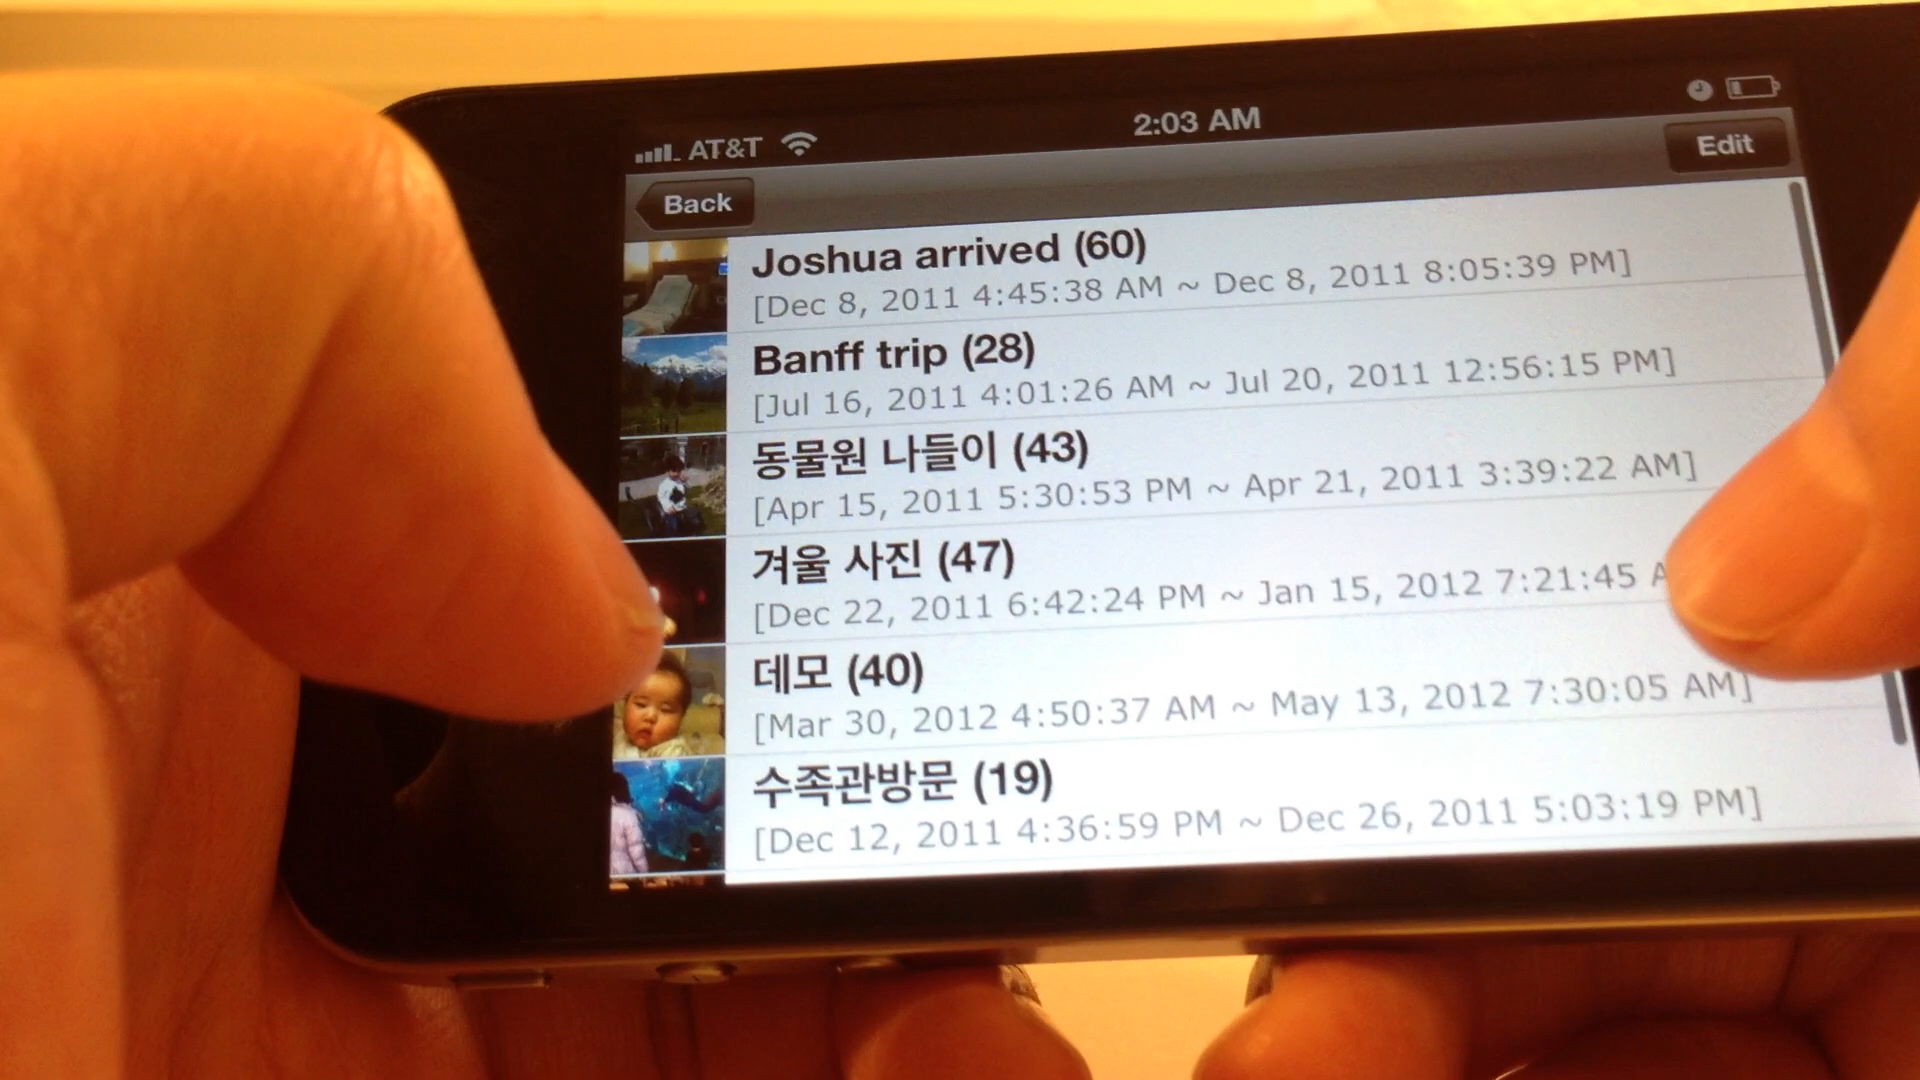 AT&T
2:03 AM
Back
Edit
Joshua arrived (60)
[Dec 8, 2011 4:45:38 AM ~ Dec 8, 2011 8:05:39 PM]
Banff trip (28)
[Jul 16, 2011 4:01:26 AM ~ Jul 20, 2011 12:56:15 PM]
동물원 나들이 (43)
[Apr 15, 2011 5:30:53 PM ~ Apr 21, 2011 3:39:22 AM]
겨울 사진 (47)
[Dec 22, 2011 6:42:24 PM ~ Jan 15, 2012 7:21:45
데모 (40)
[Mar 30, 2012 4:50:37 AM ~ May 13, 2012 7:30:05 AM]
수족관방문 (19)
[Dec 12, 2011 4:36:59 PM ~ Dec 26, 2011 5:03:19 PM]